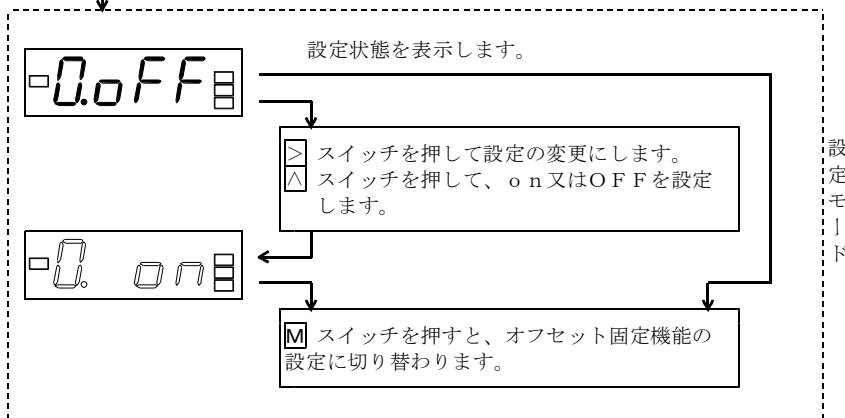 設定状態を表示します。
0.oFF
> スイッチを押して設定の変更にします。
∧ スイッチを押して、on又はOFFを設定
します。
0. on
M スイッチを押すと、オフセット固定機能の
設定に切り替わります。
設定モード